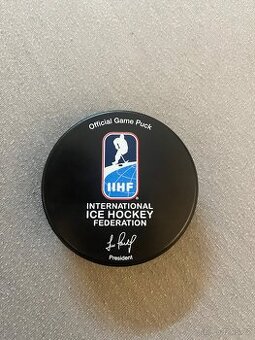 Official Game Puck
IIHF
®
INTERNATIONAL
ICE HOCKEY
FEDERATION
President